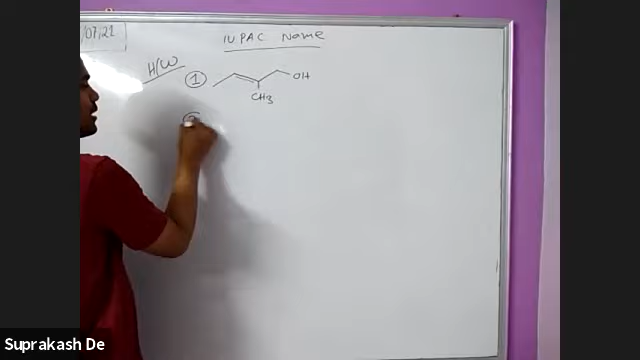 /07/21
IUPAC Name
H/W
① OH
CH₃
Suprakash De